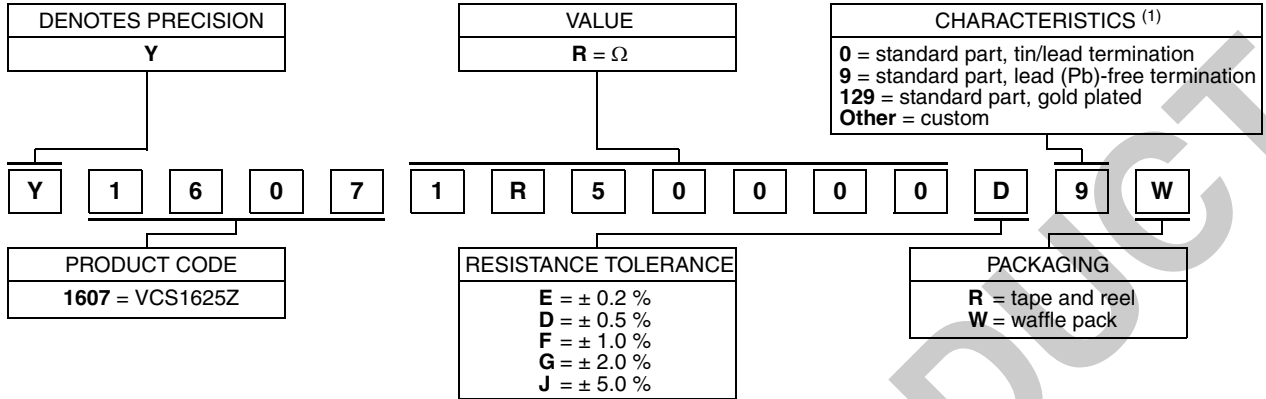 DENOTES PRECISION
Y
VALUE
R = Ω
CHARACTERISTICS (1)
0 = standard part, tin/lead termination
9 = standard part, lead (Pb)-free termination
129 = standard part, gold plated
Other = custom
Y 1 6 0 7 1 R 5 0 0 0 0 D 9 W
PRODUCT CODE
1607 = VCS1625Z
RESISTANCE TOLERANCE
E = ± 0.2 %
D = ± 0.5 %
F = ± 1.0 %
G = ± 2.0 %
J = ± 5.0 %
PACKAGING
R = tape and reel
W = waffle pack
DUCT